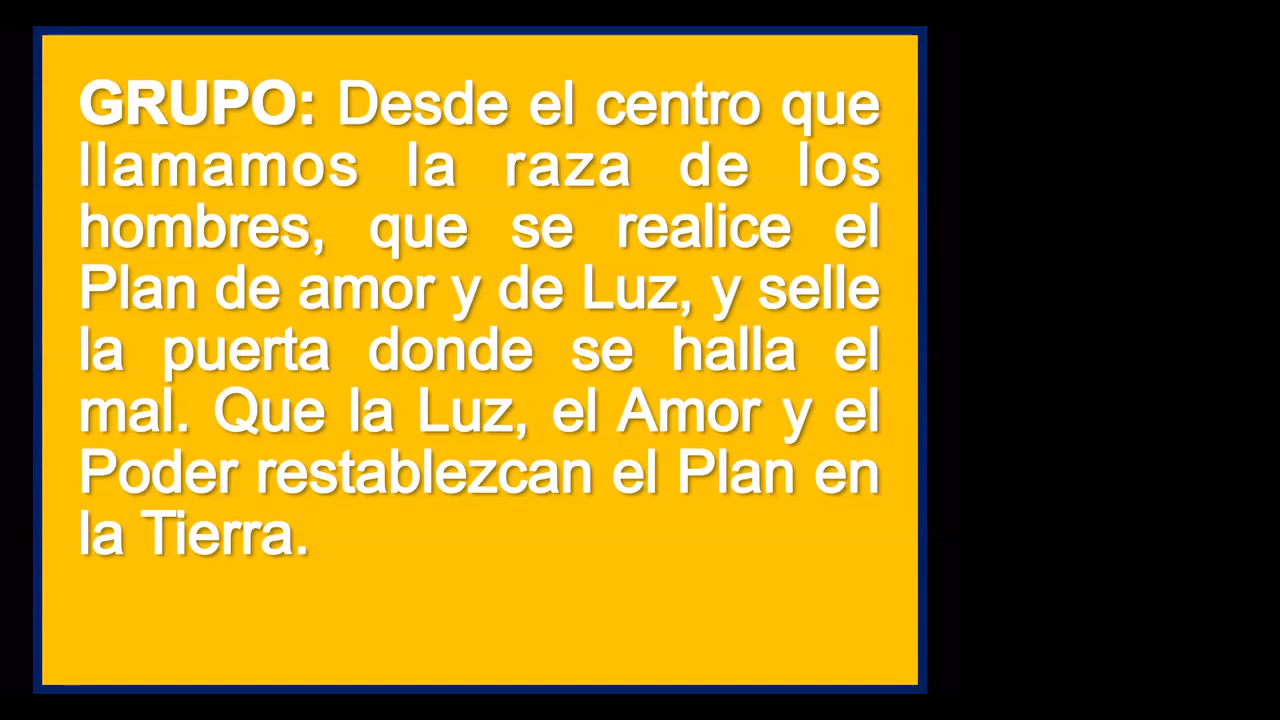 GRUPO: Desde el centro que
llamamos la raza de los
hombres, que se realice el
Plan de amor y de Luz, y selle
la puerta donde se halla el
mal. Que la Luz, el Amor y el
Poder restablezcan el Plan en
la Tierra.